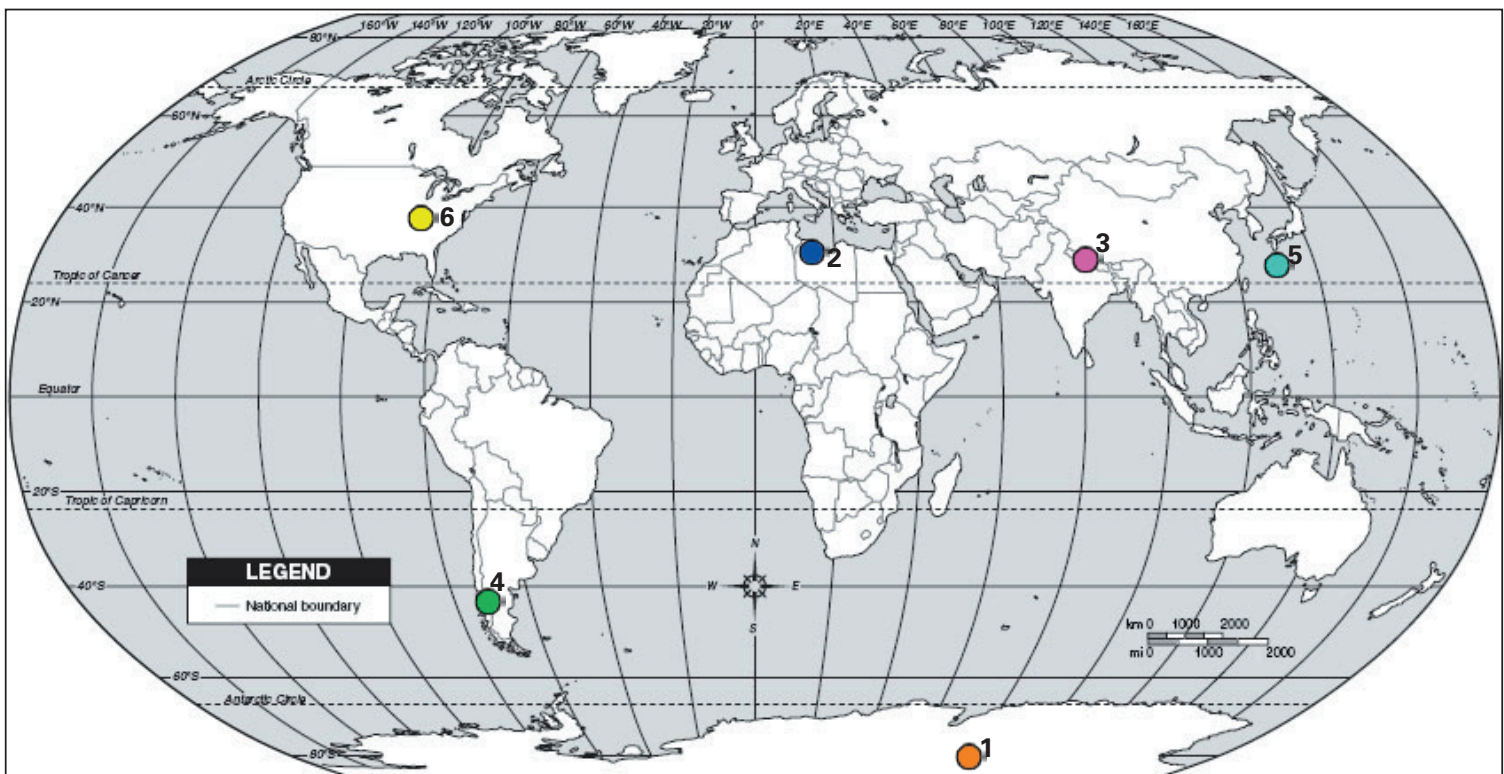 160°W 140°W 120°W 100°W 80°W 60°W 40°W 20°W 0° 20°E 40°E 60°E 80°E 100°E 120°E 140°E 160°E
80°N
Arctic Circle
60°N
40°N
6
2
3
5
Tropic of Cancer
20°N
Equator
20°S
Tropic of Capricorn
N
W E
S
LEGEND
National boundary
40°S
4
km 0 1000 2000
mi 0 1000 2000
60°S
Antarctic Circle
80°S
1